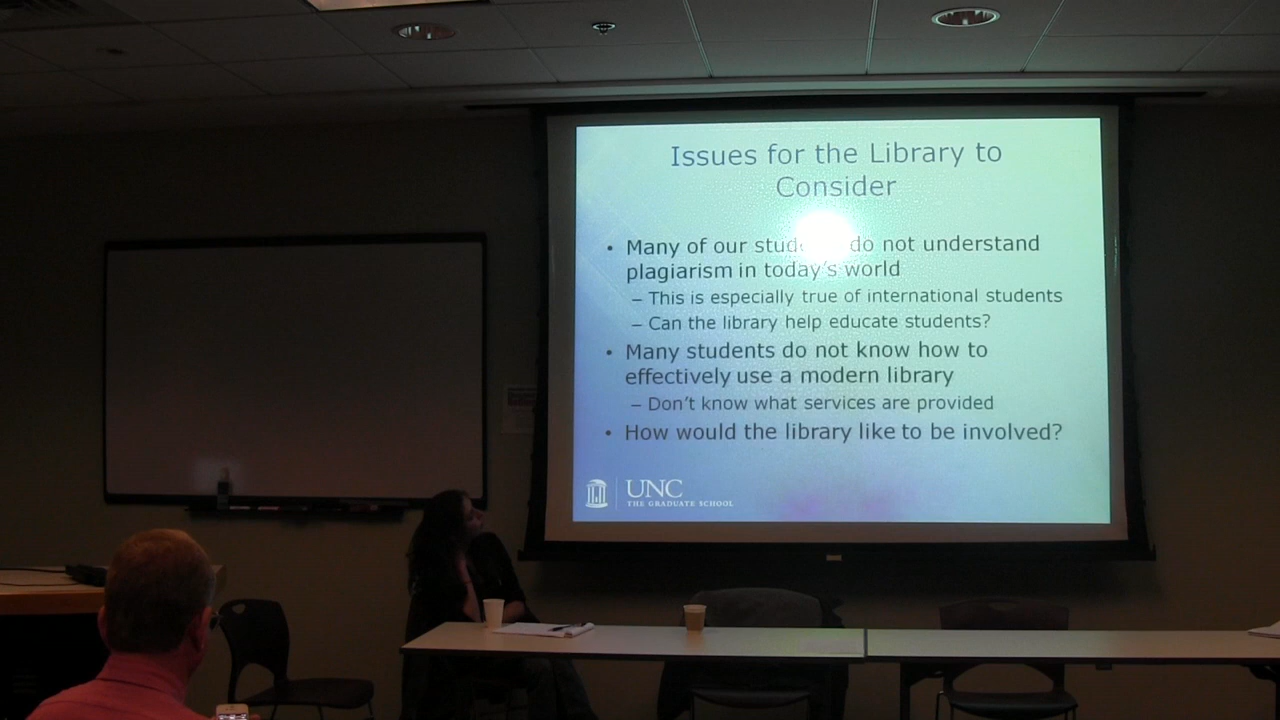 Issues for the Library to
Consider
• Many of our do not understand
plagiarism in today's world
– This is especially true of international students
– Can the library help educate students?
• Many students do not know how to
effectively use a modern library
– Don't know what services are provided
• How would the library like to be involved?
UNC
THE GRADUATE SCHOOL